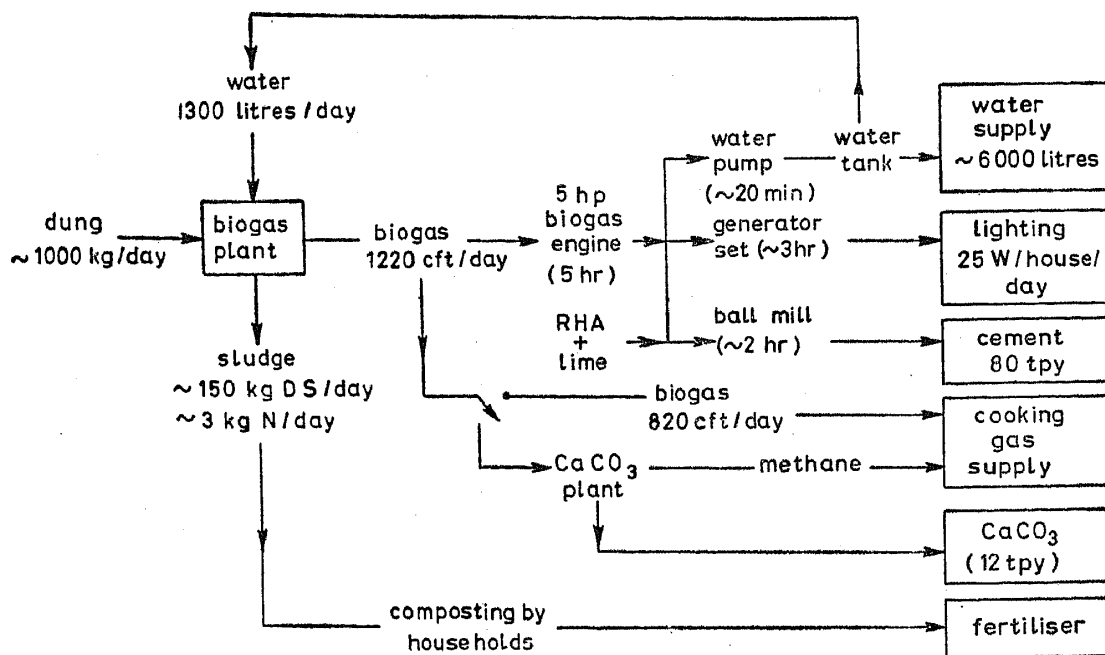 water
1300 litres / day
dung
~ 1000 kg/day
biogas
plant
sludge
~ 150 kg DS/day
~ 3 kg N/day
biogas
1220 cft/day
5 hp
biogas
engine
(5 hr)
RHA
+
lime
water
pump
(~20 min)
water
tank
generator
set (~3hr)
ball mill
(~2 hr)
biogas
820 cft/day
CaCO₃
plant
methane
composting by
households
water
supply
~ 6000 litres
lighting
25 W/house/
day
cement
80 tpy
cooking
gas
supply
CaCO₃
(12 tpy)
fertiliser